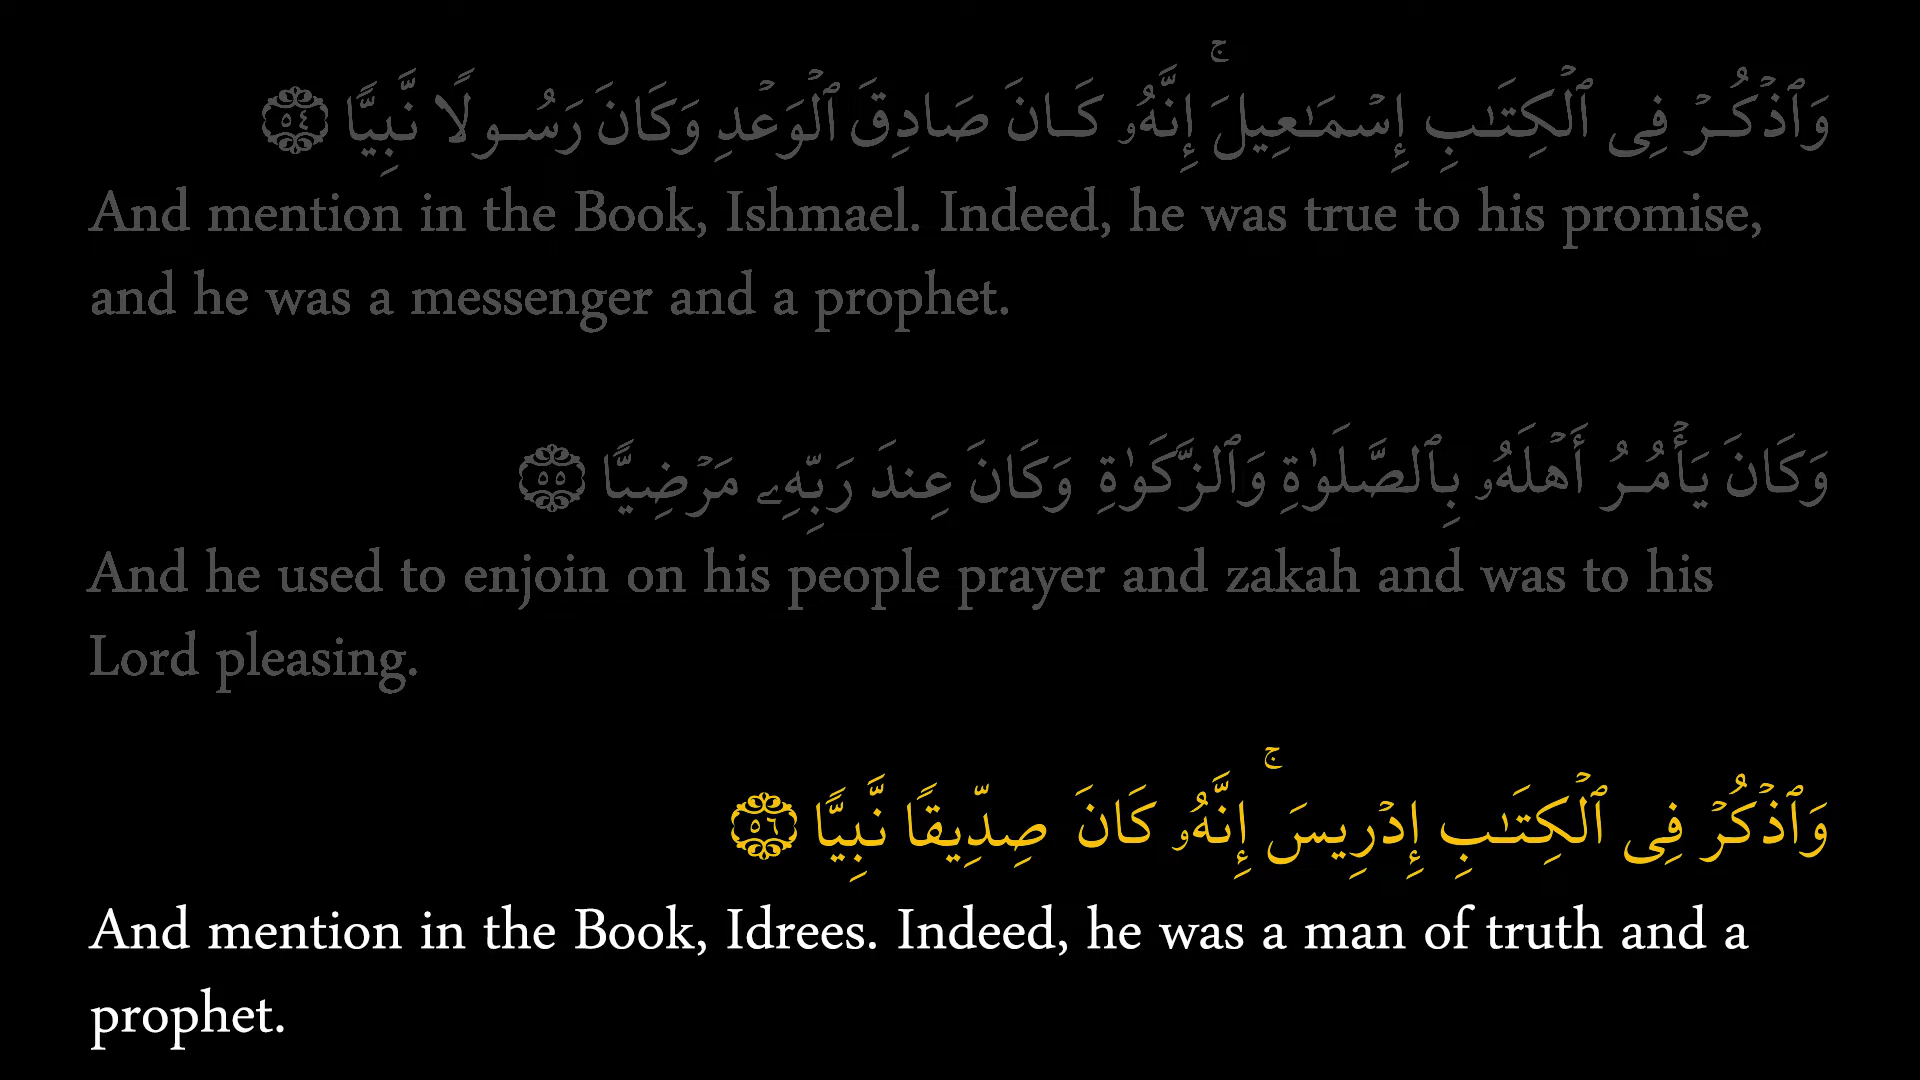 وَٱذۡكُرۡ فِى ٱلۡكِتَـٰبِ إِسۡمَـٰعِيلَۚ إِنَّهُۥ كَانَ صَادِقَ ٱلۡوَعۡدِ وَكَانَ رَسُولًا نَّبِيًّا ۝٥٤
And mention in the Book, Ishmael. Indeed, he was true to his promise,
and he was a messenger and a prophet.
وَكَانَ يَأۡمُرُ أَهۡلَهُۥ بِٱلصَّلَوٰةِ وَٱلزَّكَوٰةِ وَكَانَ عِندَ رَبِّهِۦ مَرۡضِيًّا ۝٥٥
And he used to enjoin on his people prayer and zakah and was to his
Lord pleasing.
وَٱذۡكُرۡ فِى ٱلۡكِتَـٰبِ إِدۡرِيسَۚ إِنَّهُۥ كَانَ صِدِّيقًا نَّبِيًّا ۝٥٦
And mention in the Book, Idrees. Indeed, he was a man of truth and a
prophet.